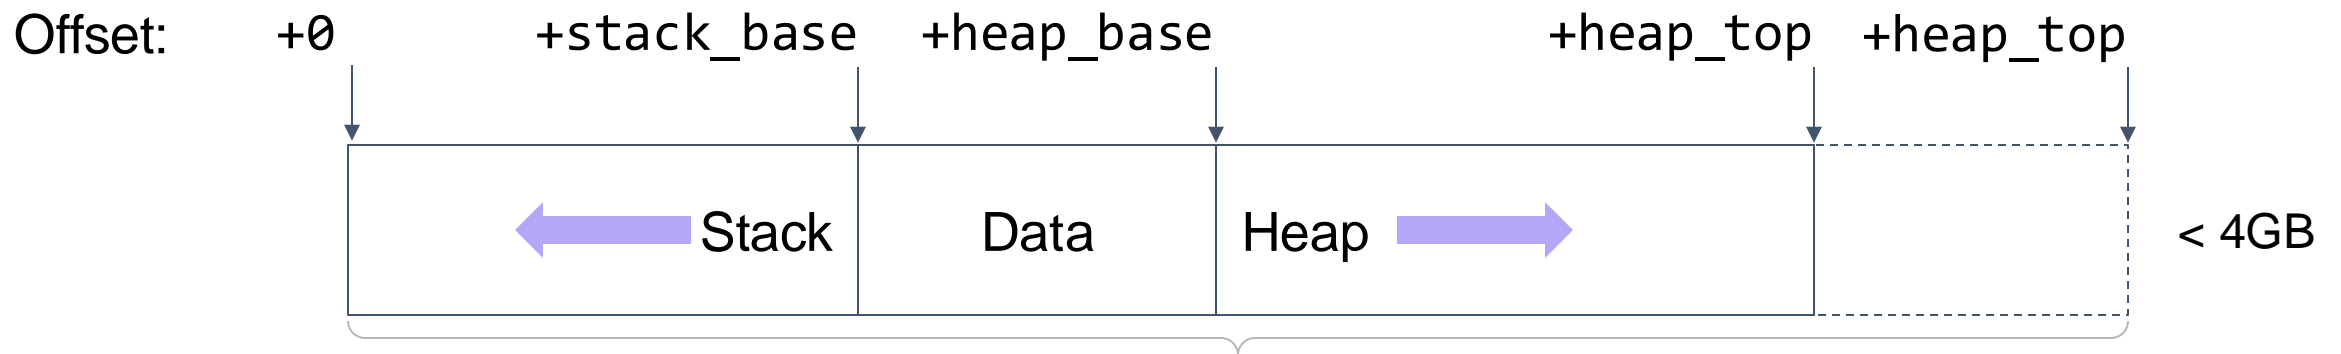 Offset: +0 +stack_base +heap_base +heap_top +heap_top
Stack Data Heap < 4GB